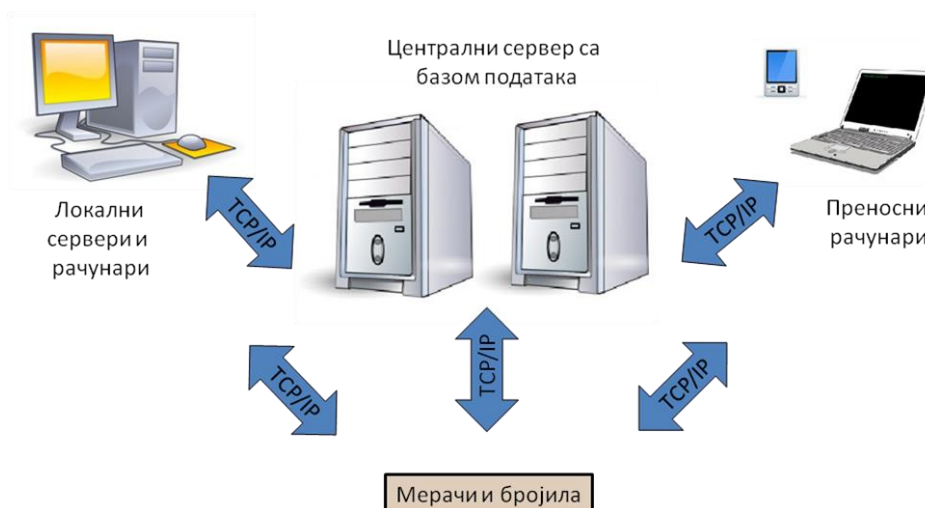 Централни сервер са
базом података
TCP/IP
TCP/IP
Локални
сервери и
рачунари
Преносни
рачунари
TCP/IP
TCP/IP
TCP/IP
Мерачи и бројила